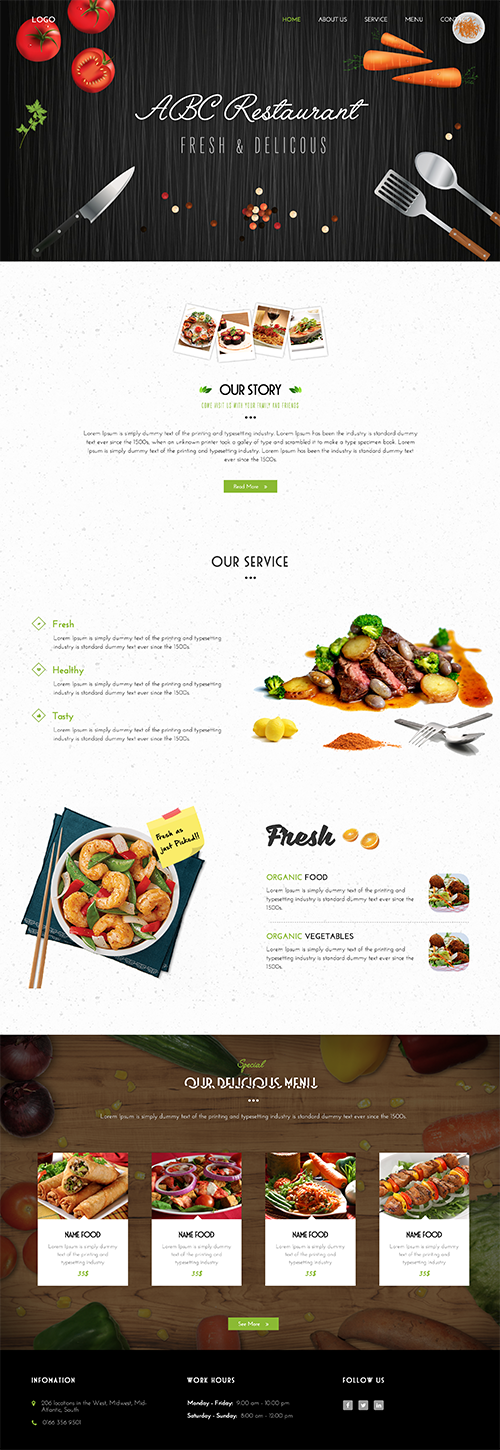 LOGO
HOME ABOUT US SERVICE MENU
ABC Restaurant
FRESH & DELICOUS
OUR STORY
COME VISIT US WITH YOUR FAMILY AND FRIENDS
Lorem Ipsum is simply dummy text of the printing and typesetting industry. Lorem Ipsum has been the industry's standard
dummy text ever since the 1500s, when an unknown printer took a galley of type and scrambled it to make a type specimen book. Lorem
Ipsum is simply dummy text of the printing and typesetting industry. Lorem Ipsum has been the industry's standard dummy text
ever since the 1500s.
Read More »
OUR SERVICE
Fresh
Lorem Ipsum is simply dummy text of the printing and typesetting
industry is standard dummy text ever since the 1500s.
Healthy
Lorem Ipsum is simply dummy text of the printing and typesetting
industry is standard dummy text ever since the 1500s.
Tasty
Lorem Ipsum is simply dummy text of the printing and typesetting
industry is standard dummy text ever since the 1500s.
Fresh as
just Picked!!
Fresh
ORGANIC FOOD
Lorem Ipsum is simply dummy text of the printing and
typesetting industry is standard dummy text ever since the
1500s.
ORGANIC VEGETABLES
Lorem Ipsum is simply dummy text of the printing and
typesetting industry is standard dummy text ever since the
1500s.
Special
OUR DELICIOUS MENU
Lorem Ipsum is simply dummy text of the printing and typesetting industry is standard dummy text ever since the 1500s.
NAME FOOD
Lorem Ipsum is simply dummy
text of the printing and
typesetting industry
35$
NAME FOOD
Lorem Ipsum is simply dummy
text of the printing and
typesetting industry
35$
NAME FOOD
Lorem Ipsum is simply dummy
text of the printing and
typesetting industry
35$
NAME FOOD
Lorem Ipsum is simply dummy
text of the printing and
typesetting industry
35$
See More »
INFOMATION
206 locations in the West, Midwest, Mid-
Atlantic, South
0166 356 9301
WORK HOURS
Monday - Friday: 9:00 am - 10:00 pm
Saturday - Sunday: 8:00 am - 12:00 pm
FOLLOW US